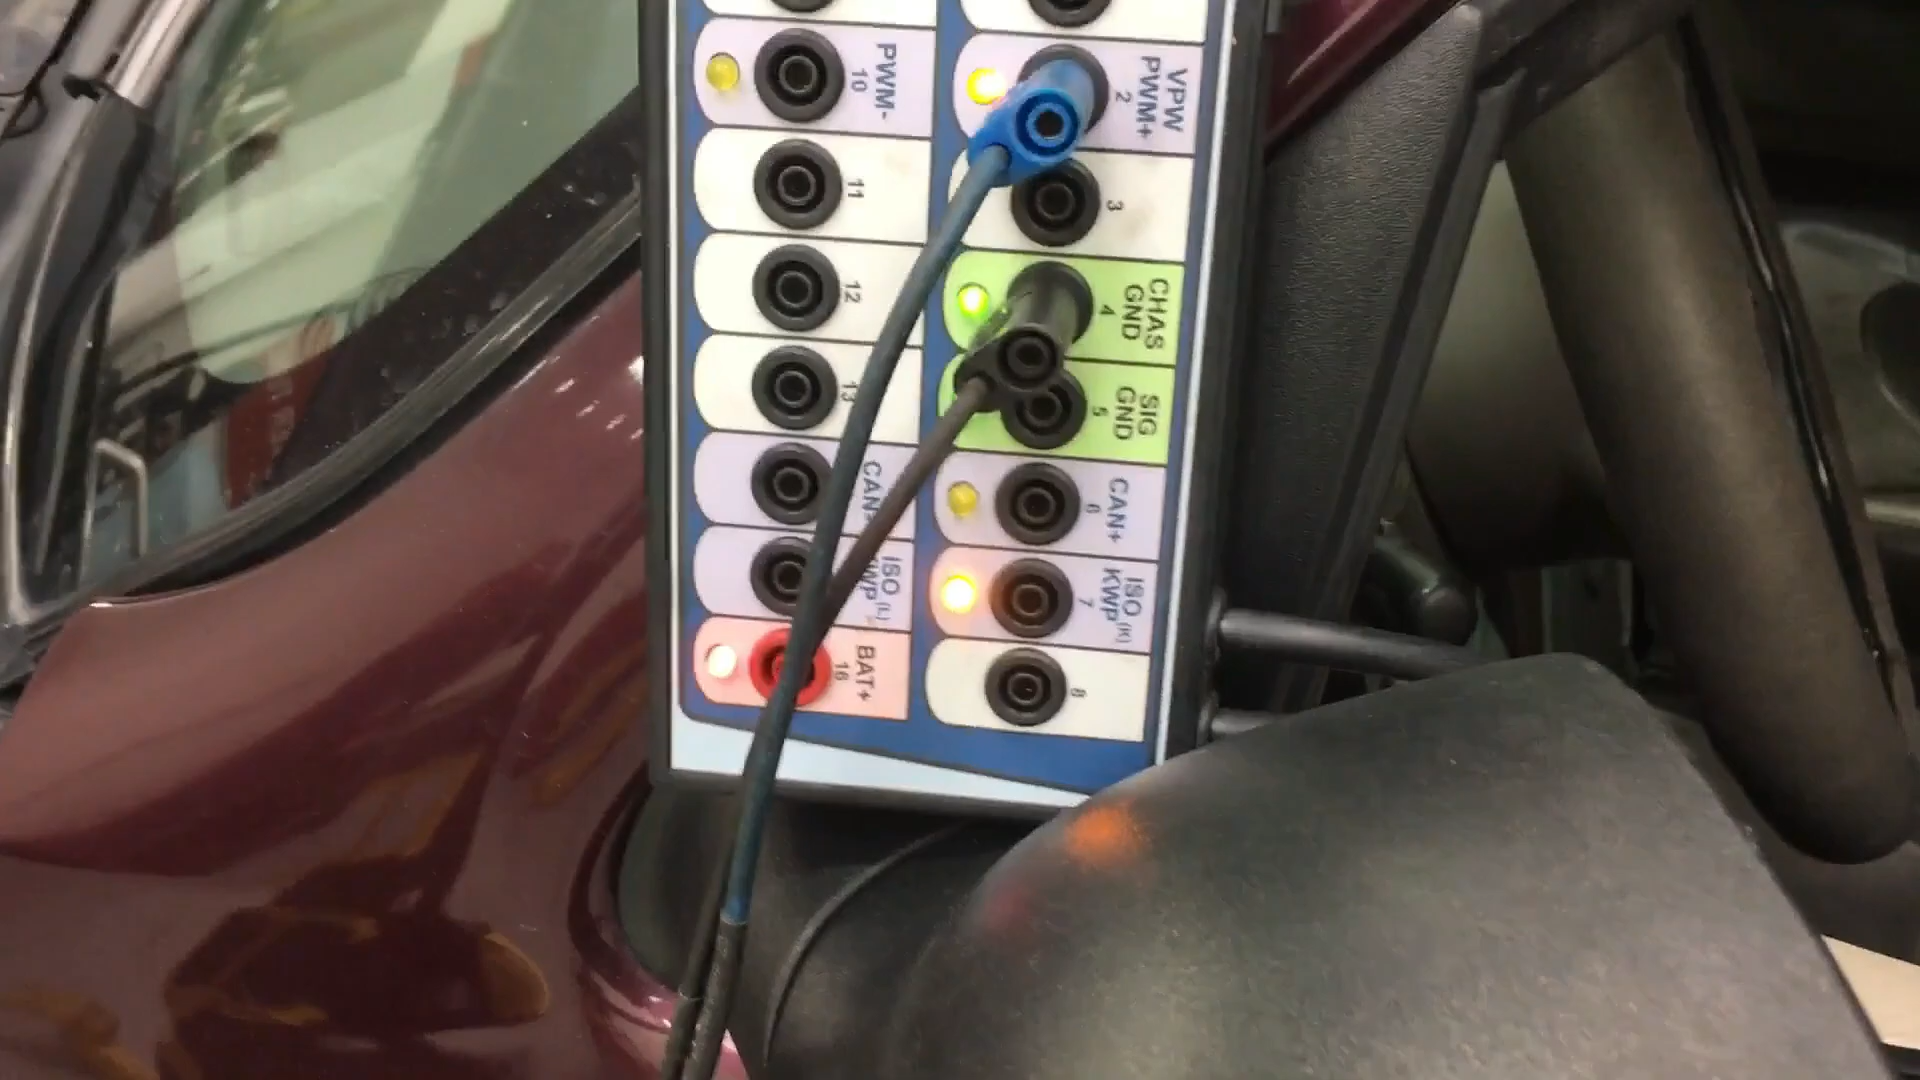 PWM-
10
VPW
PWM+
2
11
3
12
CHAS
GND
4
13
SIG
GND
5
CAN-
CAN+
6
ISO
KWP(L)
ISO
KWP(K)
7
BAT+
16
8